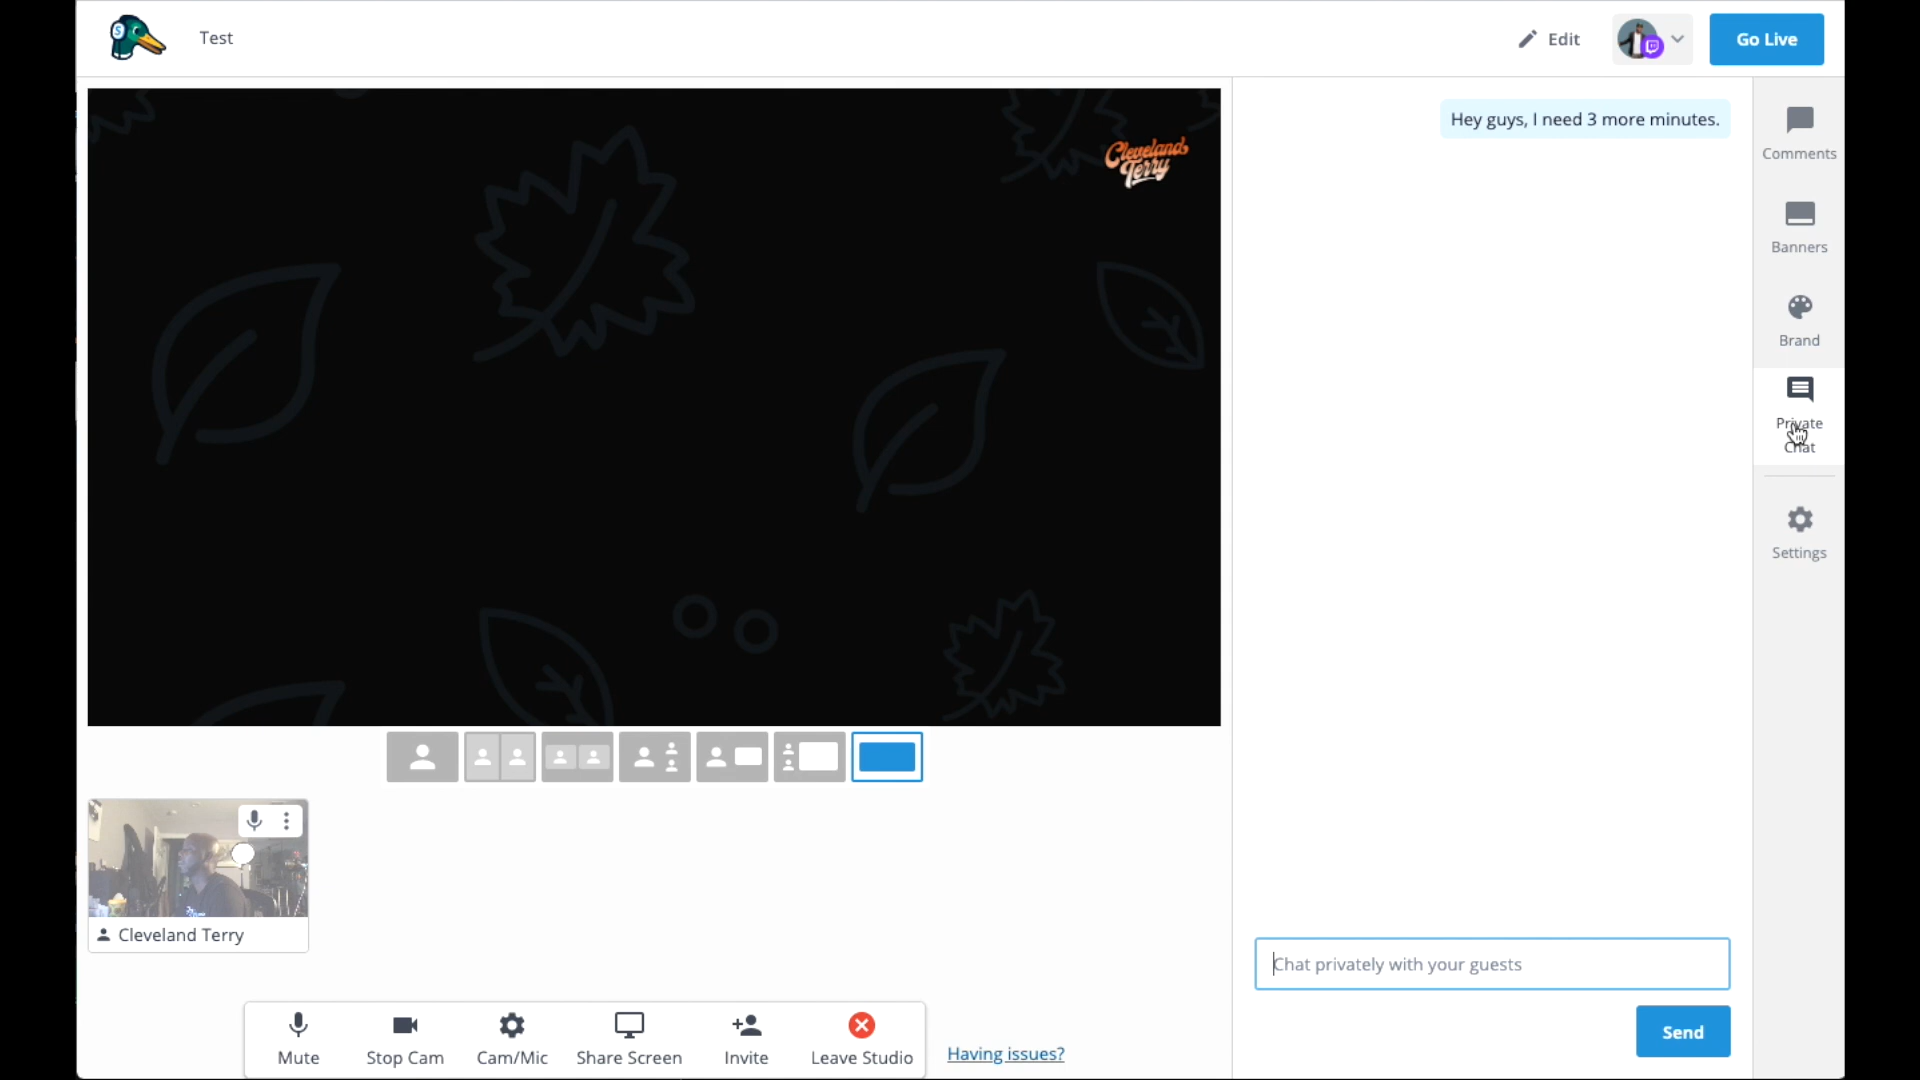 Test
Edit
Go Live
Hey guys, I need 3 more minutes.
Cleveland
Terry
Comments
Banners
Brand
Private
Chat
Settings
Cleveland Terry
Chat privately with your guests
Send
Mute
Stop Cam
Cam/Mic
Share Screen
Invite
Leave Studio
Having issues?